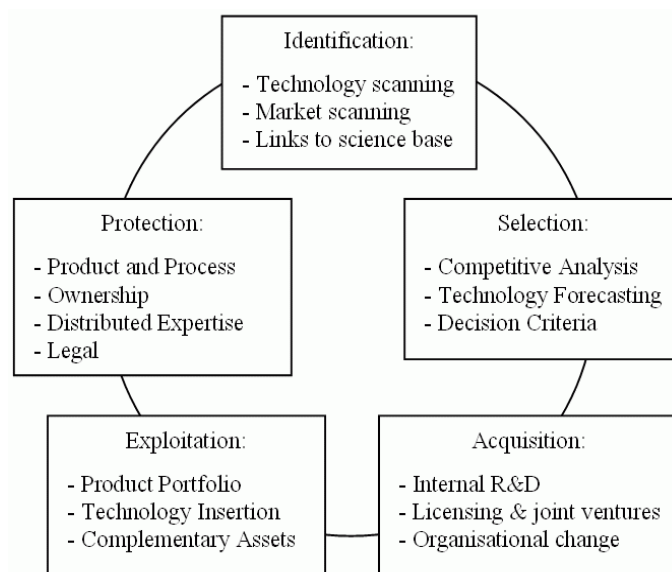 Identification:
- Technology scanning
- Market scanning
- Links to science base
Protection:
- Product and Process
- Ownership
- Distributed Expertise
- Legal
Selection:
- Competitive Analysis
- Technology Forecasting
- Decision Criteria
Exploitation:
- Product Portfolio
- Technology Insertion
- Complementary Assets
Acquisition:
- Internal R&D
- Licensing & joint ventures
- Organisational change